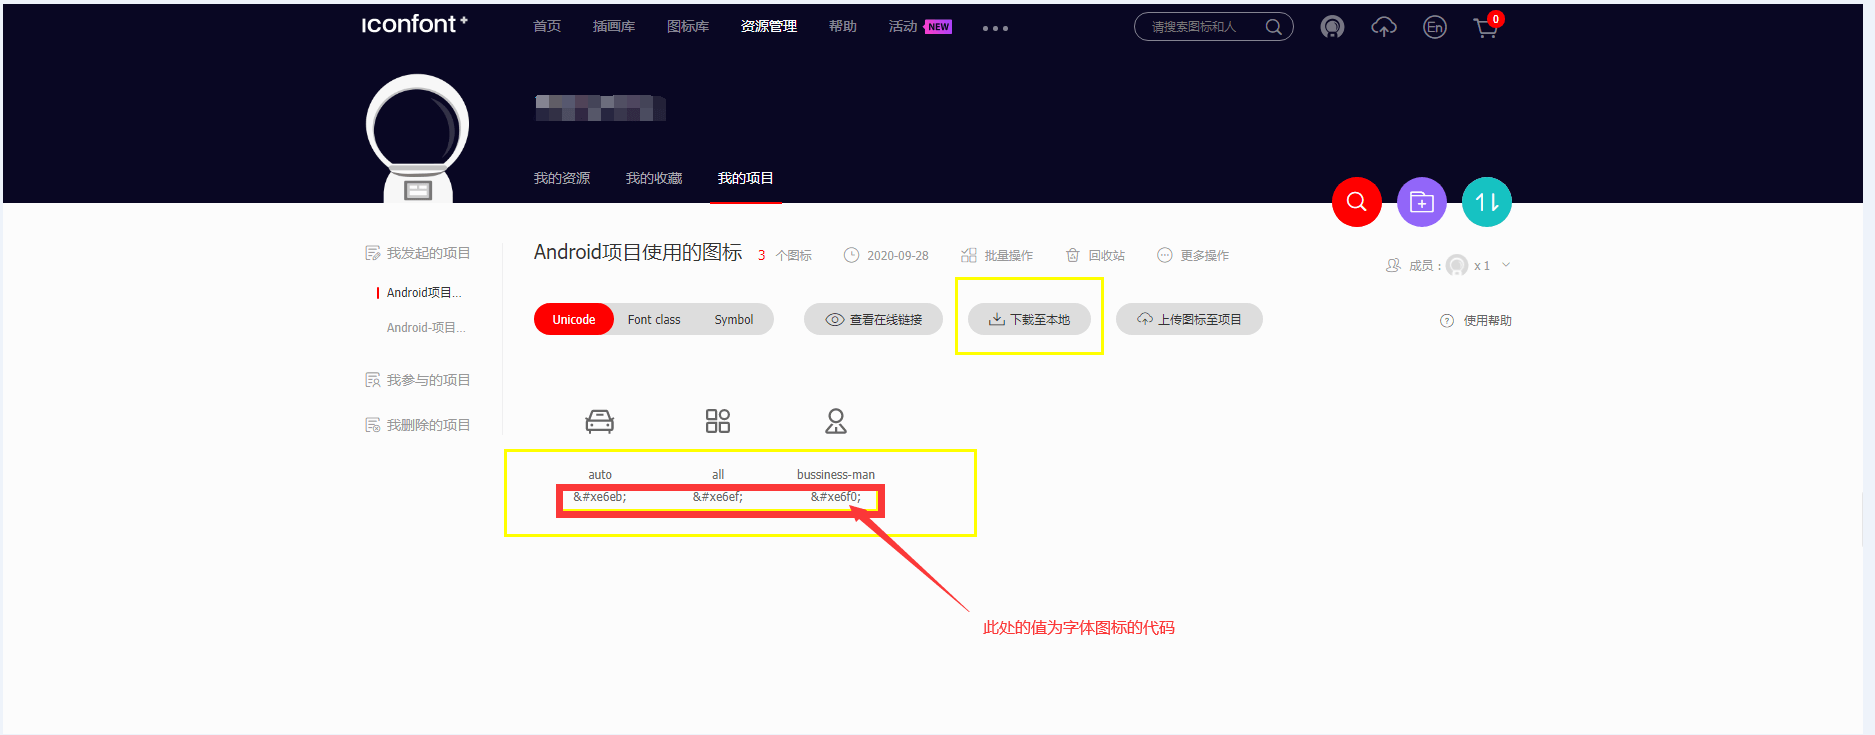 iconfont+
首页 插画库 图标库 资源管理 帮助 活动 NEW
请搜索图标和人
En
0
我的资源 我的收藏 我的项目
我发起的项目
Android项目...
Android-项目...
我参与的项目
我删除的项目
Android项目使用的图标 3 个图标 2020-09-28 批量操作 回收站 更多操作
成员： x 1
Unicode Font class Symbol 查看在线链接 下载至本地 上传图标至项目
使用帮助
auto all bussiness-man
&#xe6eb; &#xe6ef; &#xe6f0;
此处的值为字体图标的代码